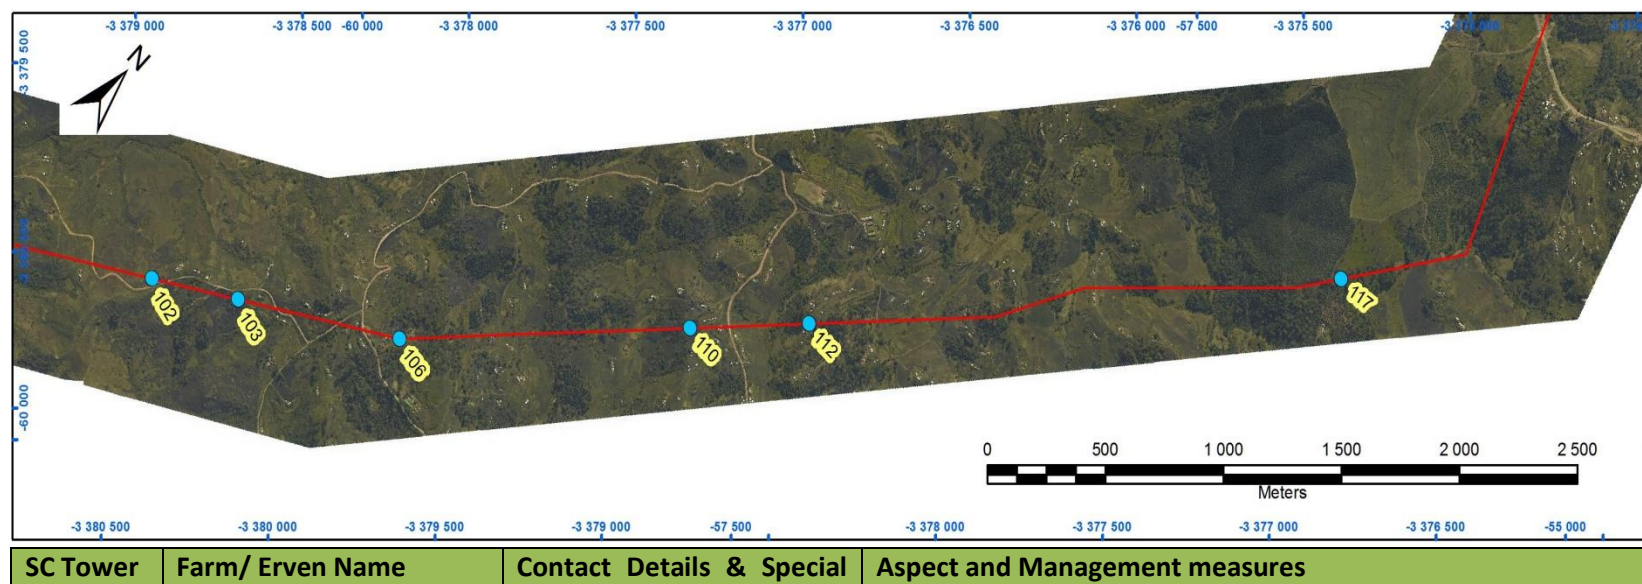 -3 379 000 -3 378 500 -60 000 -3 378 000 -3 377 500 -3 377 000 -3 376 500 -3 376 000 -57 500 -3 375 500
-3 379 500
N
102
103
106
110
112
117
-60 000
0 500 1 000 1 500 2 000 2 500
Meters
-3 380 500 -3 380 000 -3 379 500 -3 379 000 -57 500 -3 378 000 -3 377 500 -3 377 000 -3 376 500 -55 000
SC Tower Farm/ Erven Name Contact Details & Special Aspect and Management measures